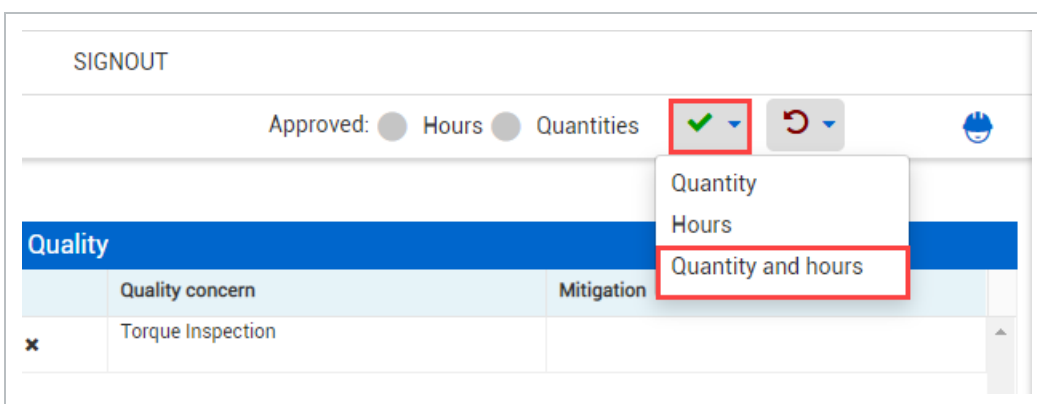 SIGNOUT
Approved: Hours Quantities
Quantity
Hours
Quantity and hours
Quality
Quality concern Mitigation
Torque Inspection